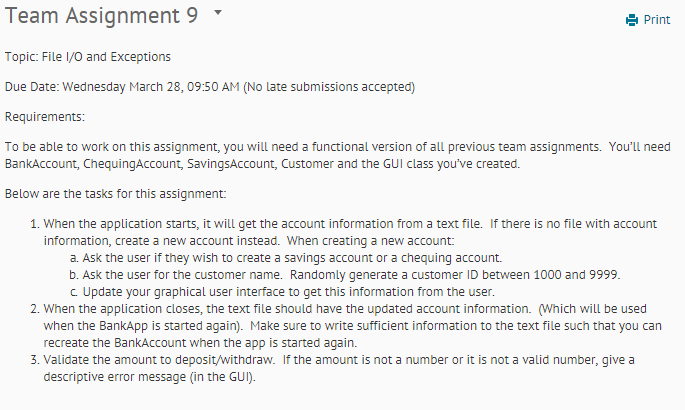 Team Assignment 9
Print
Topic: File I/O and Exceptions
Due Date: Wednesday March 28, 09:50 AM (No late submissions accepted)
Requirements:
To be able to work on this assignment, you will need a functional version of all previous team assignments.  You'll need
BankAccount, ChequingAccount, SavingsAccount, Customer and the GUI class you've created.
Below are the tasks for this assignment:
1. When the application starts, it will get the account information from a text file.  If there is no file with account
information, create a new account instead.  When creating a new account:
a. Ask the user if they wish to create a savings account or a chequing account.
b. Ask the user for the customer name.  Randomly generate a customer ID between 1000 and 9999.
c. Update your graphical user interface to get this information from the user.
2. When the application closes, the text file should have the updated account information.  (Which will be used
when the BankApp is started again).  Make sure to write sufficient information to the text file such that you can
recreate the BankAccount when the app is started again.
3. Validate the amount to deposit/withdraw.  If the amount is not a number or it is not a valid number, give a
descriptive error message (in the GUI).